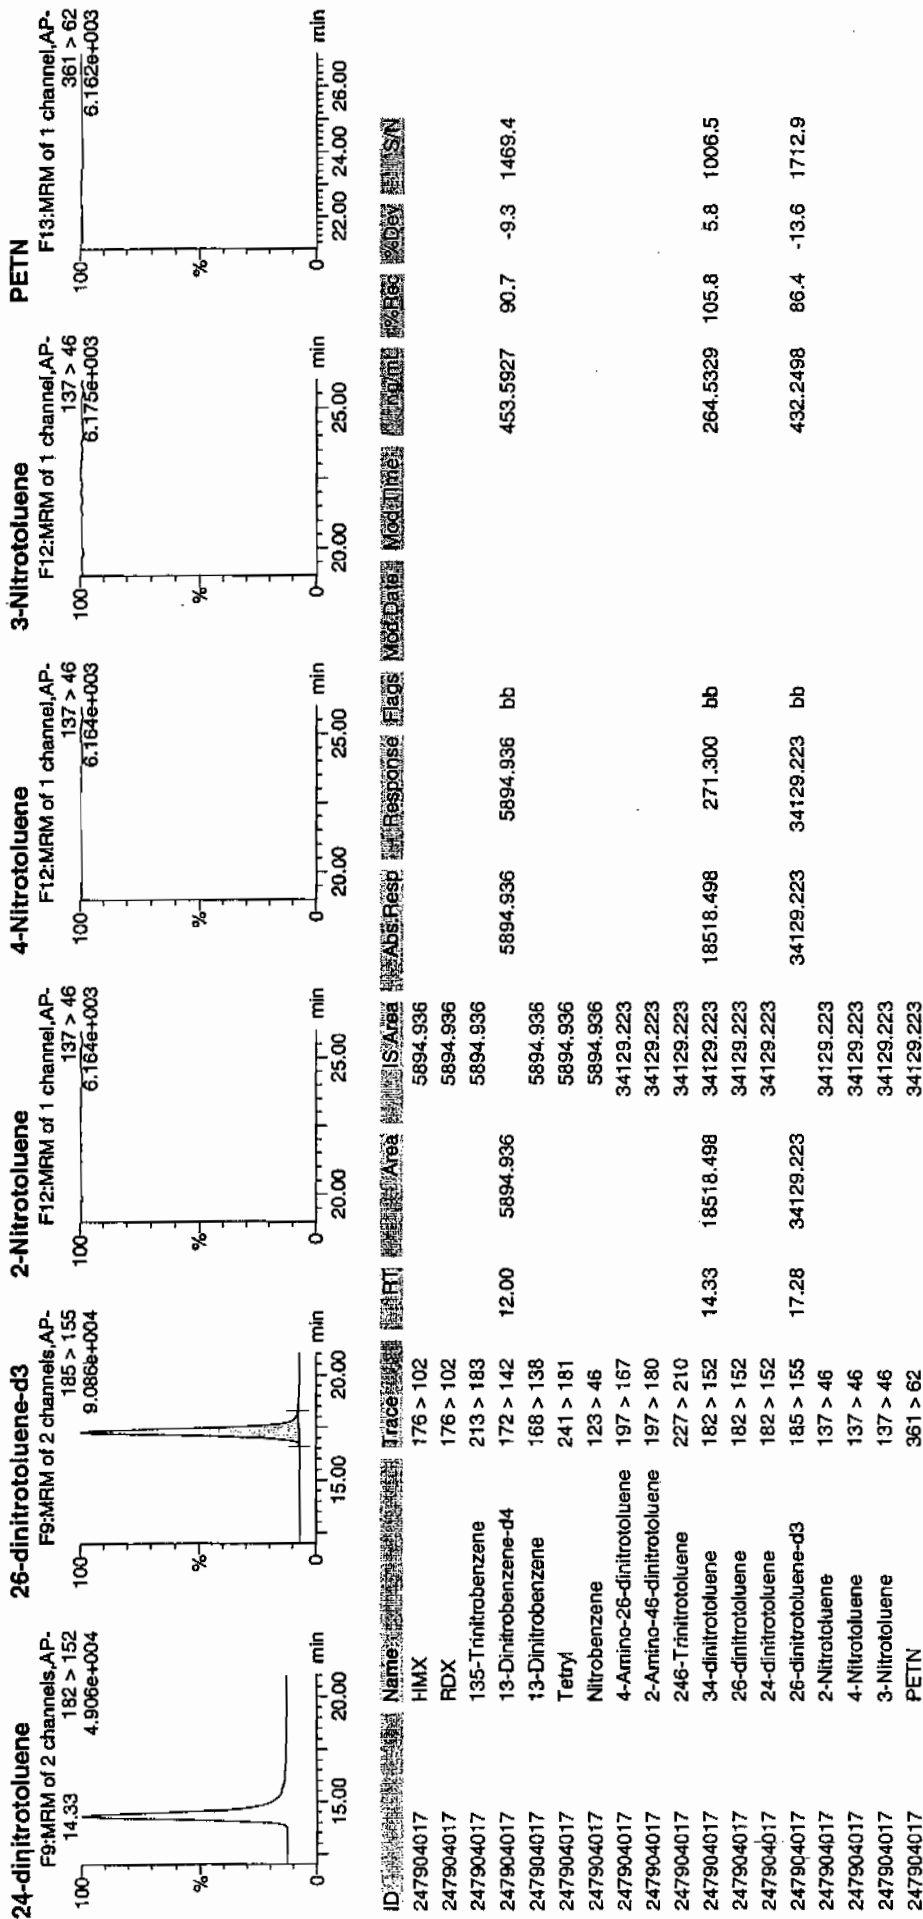 24-dinitrotoluene
F9:MRM of 2 channels,AP-
14.33 182 > 152
4.906e+004
100
%
0
15.00 20.00 min
26-dinitrotoluene-d3
F9:MRM of 2 channels,AP-
185 > 155
9.086e+004
100
%
0
15.00 20.00 min
2-Nitrotoluene
F12:MRM of 1 channel,AP-
137 > 46
6.164e+003
100
%
0
20.00 25.00 min
4-Nitrotoluene
F12:MRM of 1 channel,AP-
137 > 46
6.164e+003
100
%
0
20.00 25.00 min
3-Nitrotoluene
F12:MRM of 1 channel,AP-
137 > 46
6.175e+003
100
%
0
20.00 25.00 min
PETN
F13:MRM of 1 channel,AP-
361 > 62
6.162e+003
100
%
0
22.00 24.00 26.00 min
ID Name Trace RT Area IS Area Abs.Resp Response Flags Mod.Date Mod.Time ng/mL %Rec %Dev S/N
247904017 HMX 176 > 102 5894.936
247904017 RDX 176 > 102 5894.936
247904017 135-Trinitrobenzene 213 > 183 5894.936
247904017 13-Dinitrobenzene-d4 172 > 142 12.00 5894.936 5894.936 5894.936 bb 453.5927 90.7 -9.3 1469.4
247904017 13-Dinitrobenzene 168 > 138 5894.936
247904017 Tetryl 241 > 181 5894.936
247904017 Nitrobenzene 123 > 46 5894.936
247904017 4-Amino-26-dinitrotoluene 197 > 167 34129.223
247904017 2-Amino-46-dinitrotoluene 197 > 180 34129.223
247904017 246-Trinitrotoluene 227 > 210 34129.223
247904017 34-dinitrotoluene 182 > 152 14.33 18518.498 34129.223 18518.498 271.300 bb 264.5329 105.8 5.8 1006.5
247904017 26-dinitrotoluene 182 > 152 34129.223
247904017 24-dinitrotoluene 182 > 152 34129.223
247904017 26-dinitrotoluene-d3 185 > 155 17.28 34129.223 34129.223 34129.223 bb 432.2498 86.4 -13.6 1712.9
247904017 2-Nitrotoluene 137 > 46 34129.223
247904017 4-Nitrotoluene 137 > 46 34129.223
247904017 3-Nitrotoluene 137 > 46 34129.223
247904017 PETN 361 > 62 34129.223